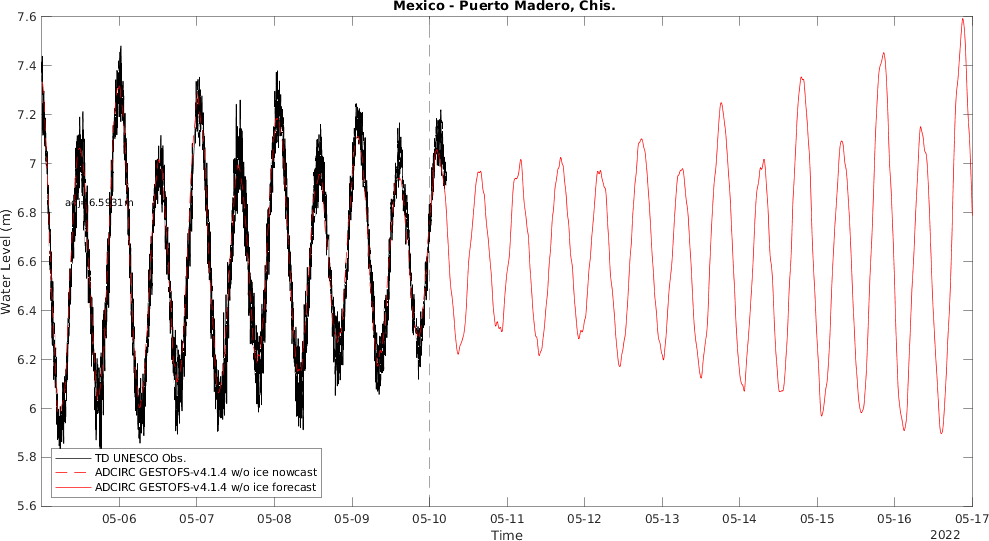 Mexico - Puerto Madero, Chis.
7.6
7.4
7.2
7
6.8
6.6
6.4
6.2
6
5.8
5.6
Water Level (m)
6.5931m
TD UNESCO Obs.
ADCIRC GESTOFS-v4.1.4 w/o ice nowcast
ADCIRC GESTOFS-v4.1.4 w/o ice forecast
05-06 05-07 05-08 05-09 05-10 05-11 05-12 05-13 05-14 05-15 05-16 05-17
Time
2022